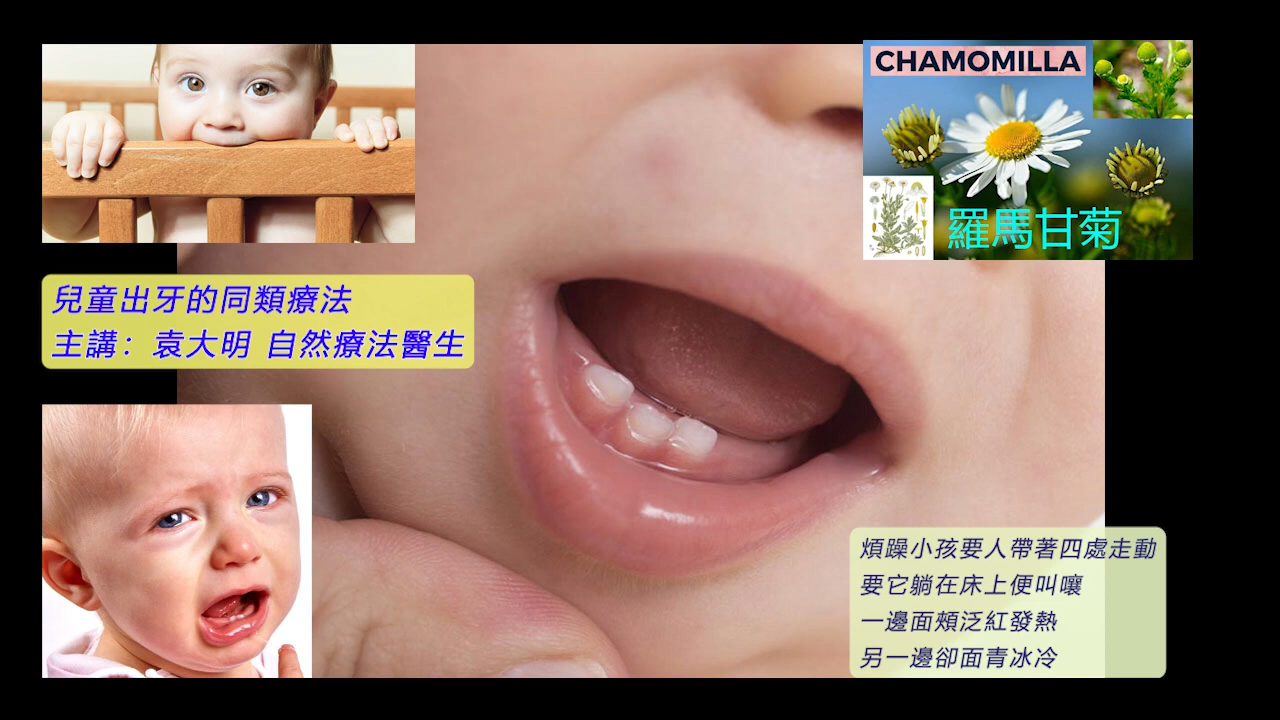 CHAMOMILLA
羅馬甘菊
兒童出牙的同類療法
主講：袁大明 自然療法醫生
煩躁小孩要人帶著四處走動
要它躺在床上便叫嚷
一邊面頰泛紅發熱
另一邊卻面青冰冷